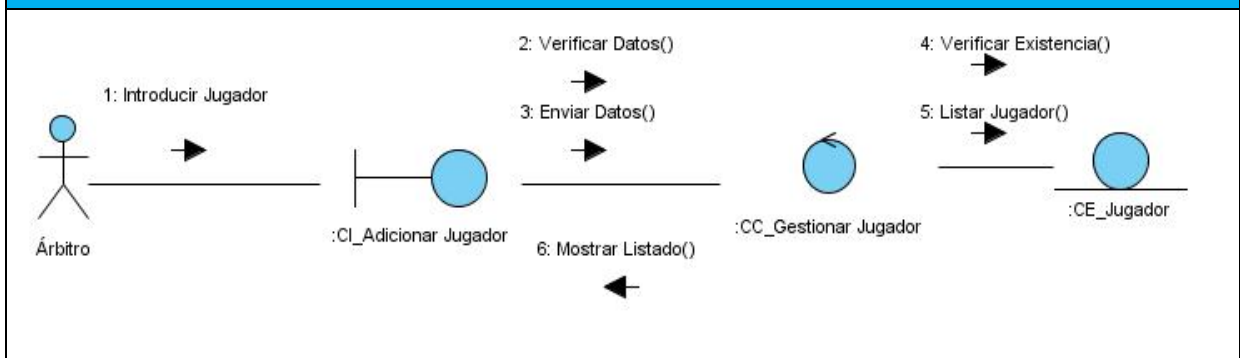 1: Introducir Jugador
2: Verificar Datos()
3: Enviar Datos()
4: Verificar Existencia()
5: Listar Jugador()
Árbitro
:CI_Adicionar Jugador
6: Mostrar Listado()
:CC_Gestionar Jugador
:CE_Jugador